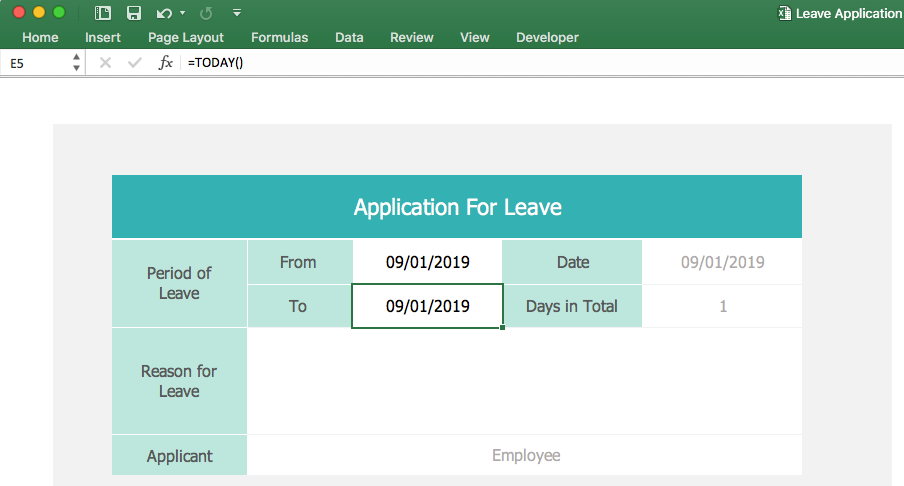 Leave Application
Home Insert Page Layout Formulas Data Review View Developer
E5 fx =TODAY()
Application For Leave
Period of
Leave
From 09/01/2019 Date 09/01/2019
To 09/01/2019 Days in Total 1
Reason for
Leave
Applicant Employee